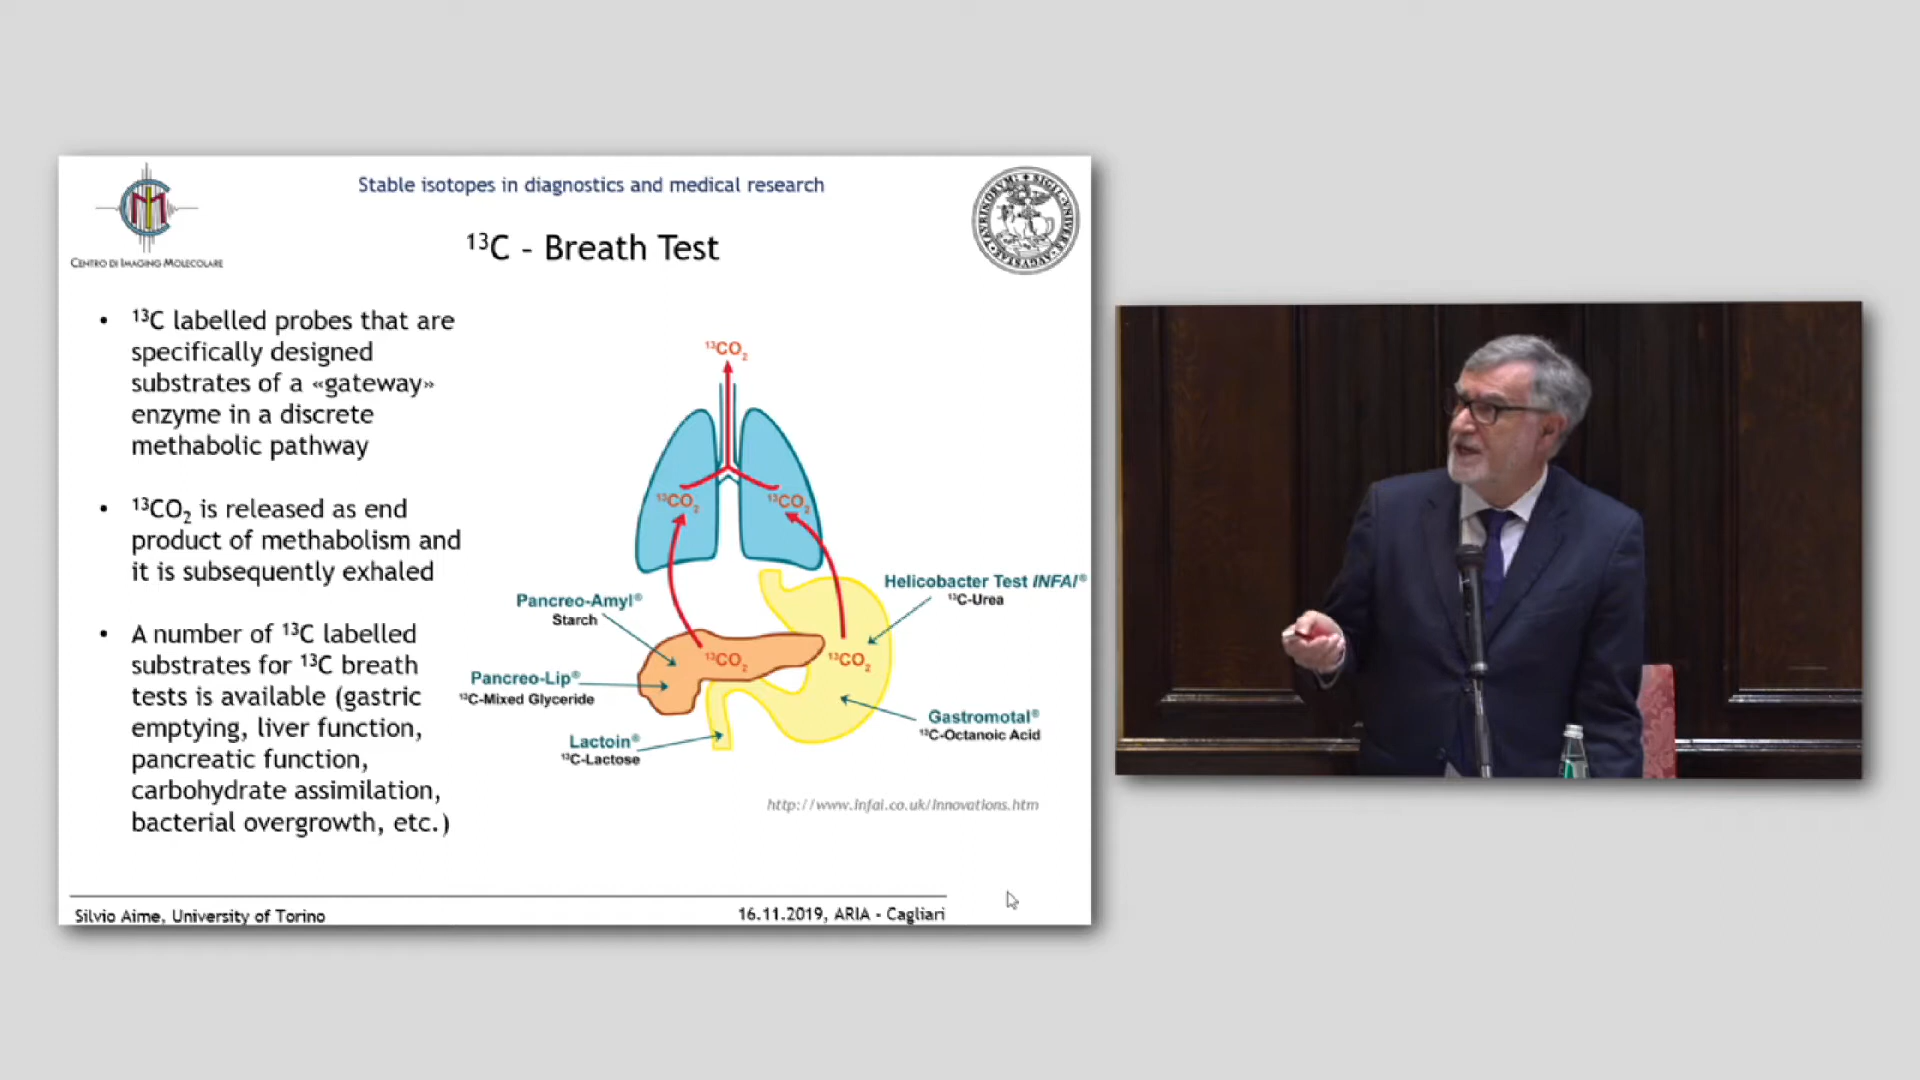 Stable isotopes in diagnostics and medical research
CENTRO DI IMAGING MOLECOLARE
¹³C - Breath Test
• ¹³C labelled probes that are
specifically designed
substrates of a «gateway»
enzyme in a discrete
methabolic pathway
• ¹³CO₂ is released as end
product of methabolism and
it is subsequently exhaled
• A number of ¹³C labelled
substrates for ¹³C breath
tests is available (gastric
emptying, liver function,
pancreatic function,
carbohydrate assimilation,
bacterial overgrowth, etc.)
¹³CO₂
¹³CO₂
¹³CO₂
Helicobacter Test INFAI®
¹³C-Urea
Pancreo-Amyl®
Starch
¹³CO₂
¹³CO₂
Pancreo-Lip®
¹³C-Mixed Glyceride
Gastromotal®
¹³C-Octanoic Acid
Lactoin®
¹³C-Lactose
http://www.infai.co.uk/innovations.htm
Silvio Aime, University of Torino
16.11.2019, ARIA - Cagliari